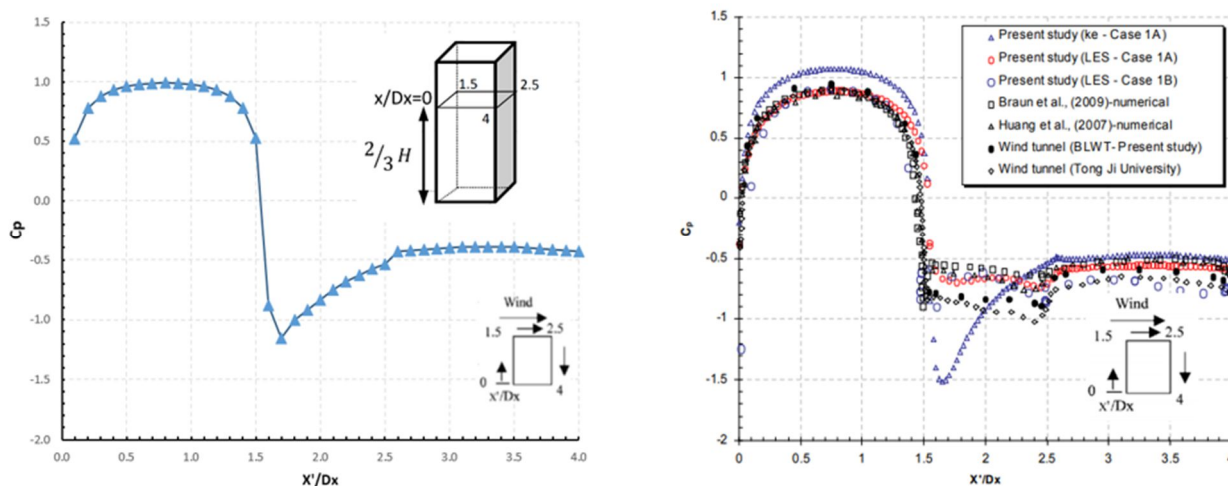 1.5
1.0
0.5
0.0
-0.5
-1.0
-1.5
-2.0
Cp
0.0 0.5 1.0 1.5 2.0 2.5 3.0 3.5 4.0
X'/Dx
1.5 2.5
x/Dx=0
4
2/3 H
Wind
1.5 2.5
0
x'/Dx
4
1.5
1
0.5
0
-0.5
-1
-1.5
-2
Cp
0 0.5 1 1.5 2 2.5 3 3.5
X'/Dx
Present study (ke - Case 1A)
Present study (LES - Case 1A)
Present study (LES - Case 1B)
Braun et al., (2009)-numerical
Huang et al., (2007)-numerical
Wind tunnel (BLWT- Present study)
Wind tunnel (Tong Ji University)
Wind
1.5 2.5
0
x'/Dx
4